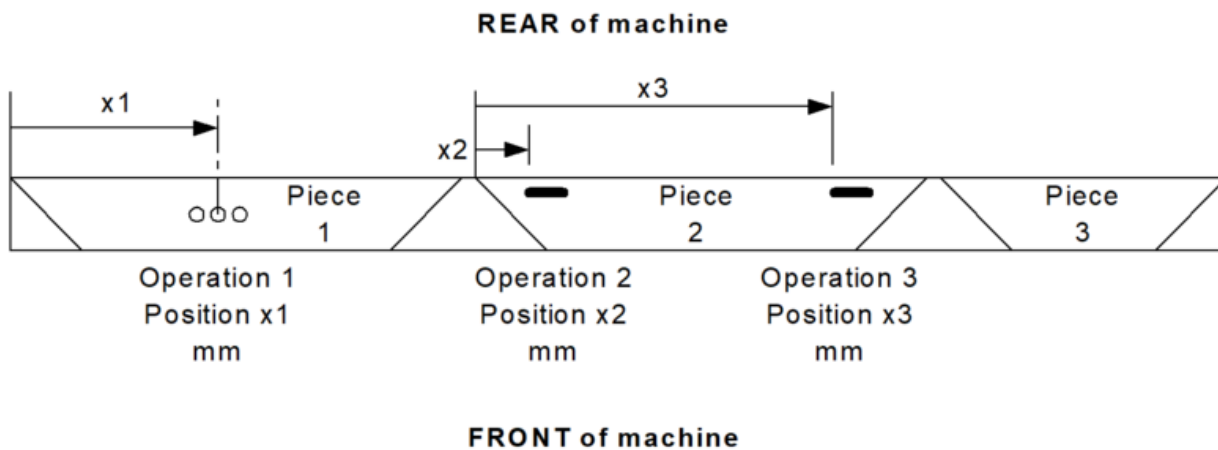 REAR of machine
x1
x3
x2
Piece
1
Piece
2
Piece
3
Operation 1
Position x1
mm
Operation 2
Position x2
mm
Operation 3
Position x3
mm
FRONT of machine